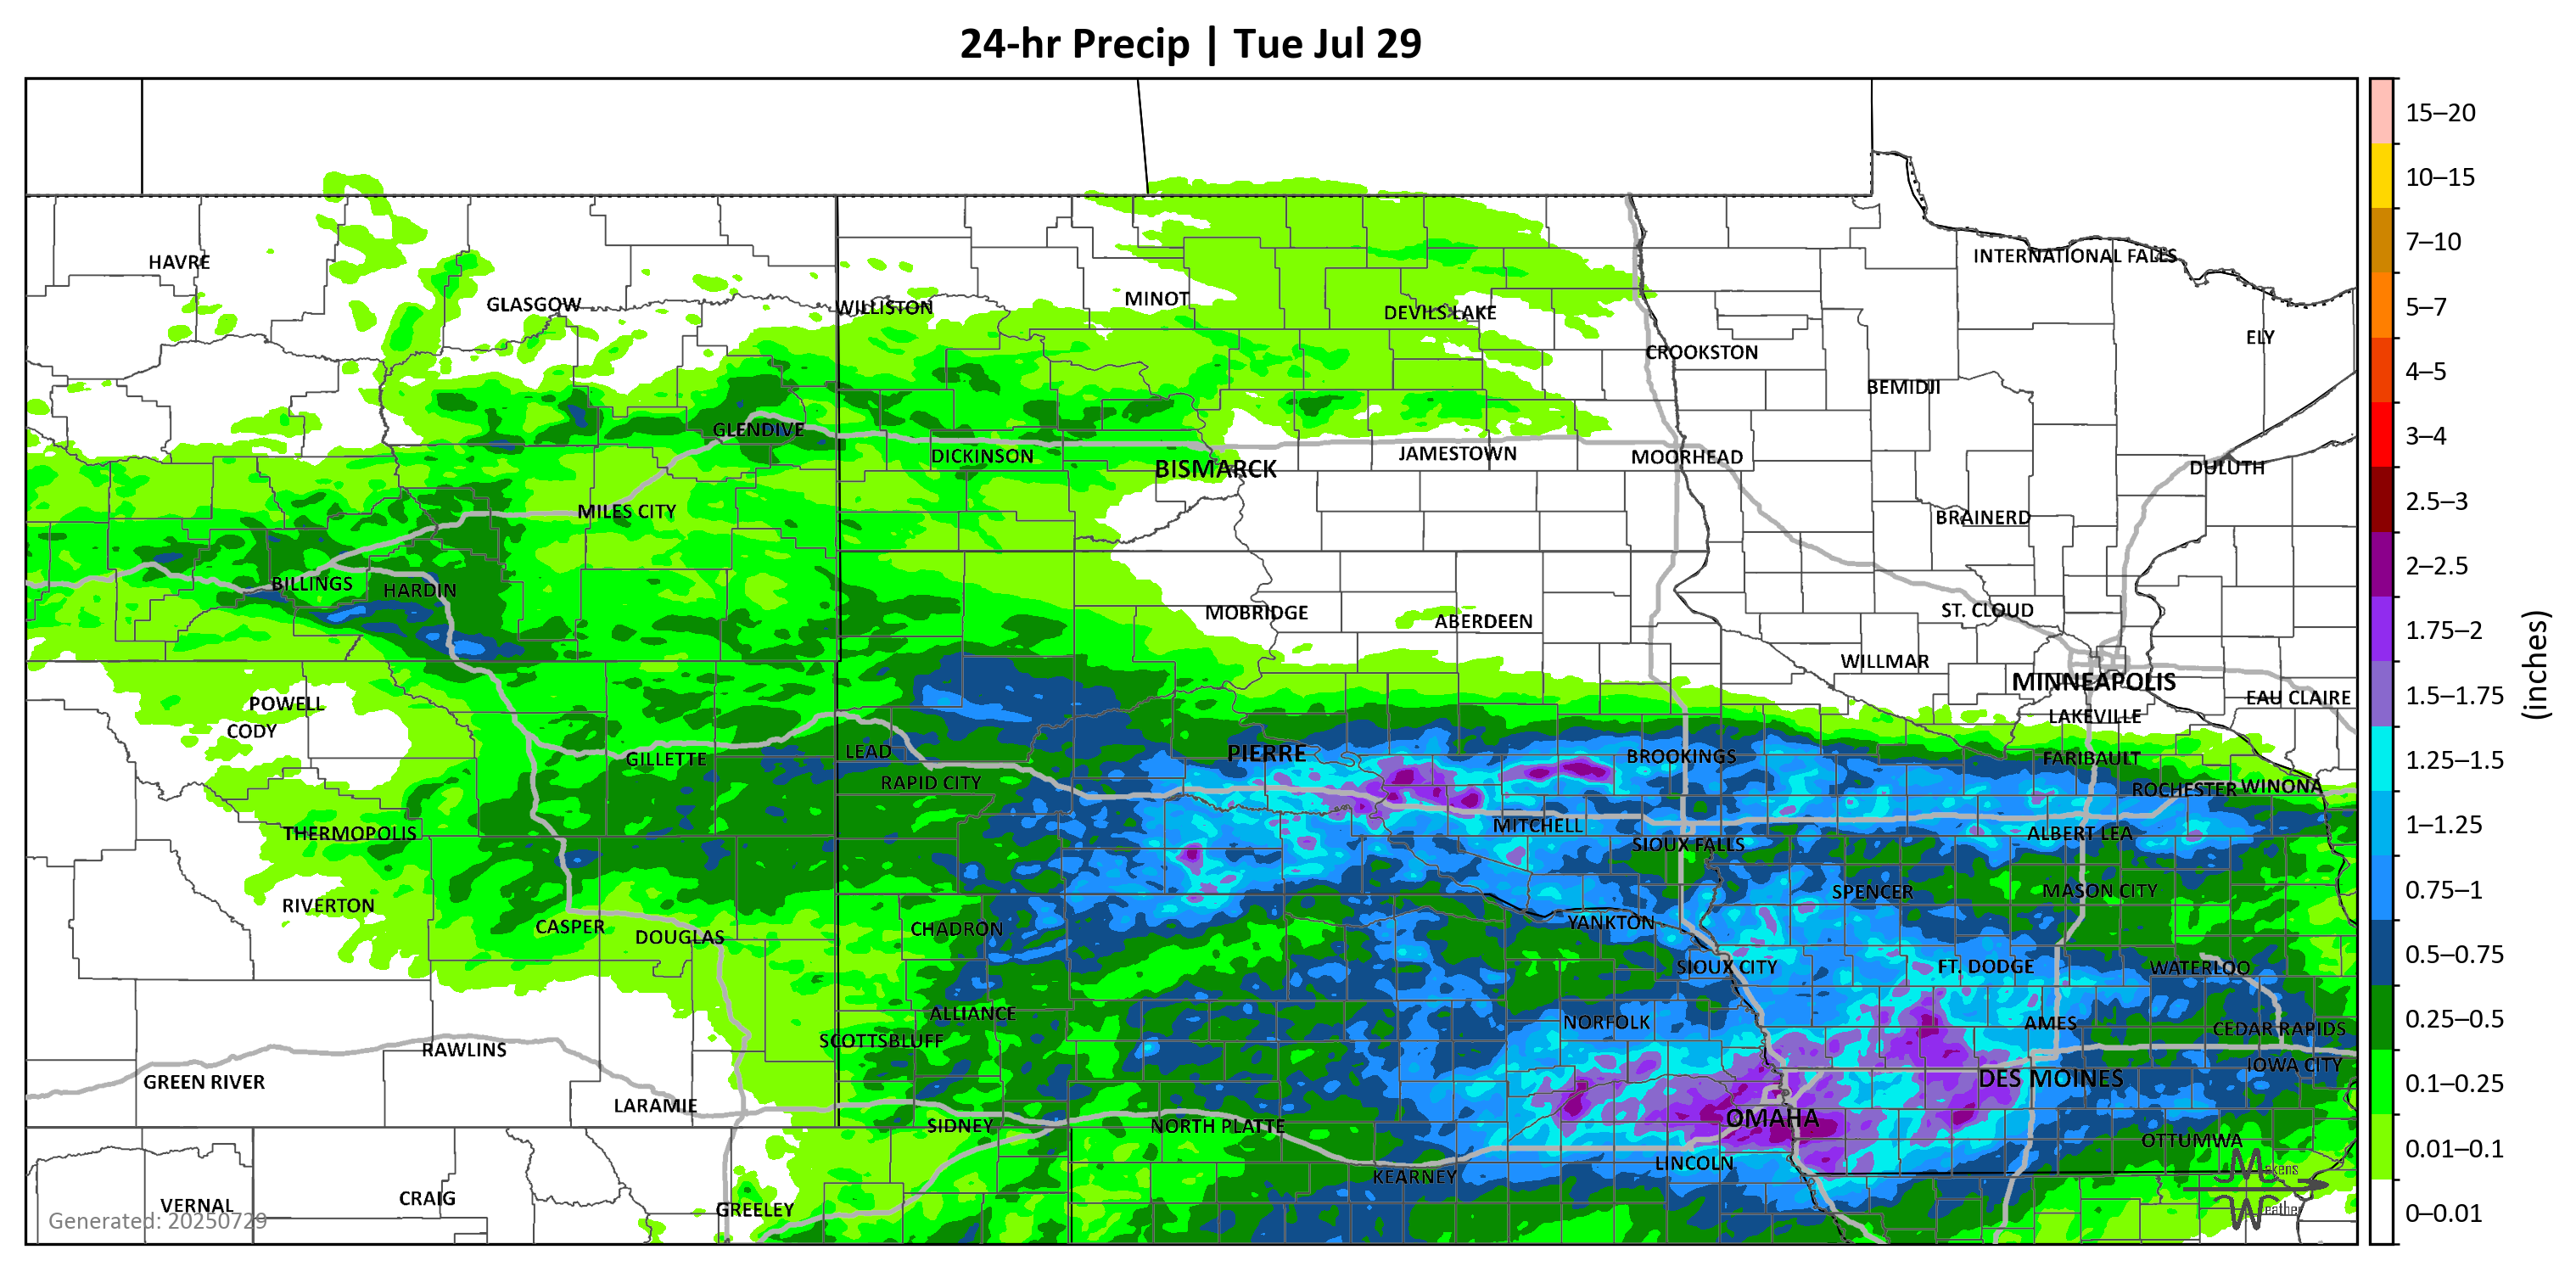 24-hr Precip | Tue Jul 29
15–20
10–15
7–10
5–7
4–5
3–4
2.5–3
2–2.5
1.75–2
1.5–1.75
1.25–1.5
1–1.25
0.75–1
0.5–0.75
0.25–0.5
0.1–0.25
0.01–0.1
0–0.01
(inches)
HAVRE
INTERNATIONAL FALLS
GLASGOW
WILLISTON
MINOT
DEVILS LAKE
ELY
CROOKSTON
BEMIDJI
GLENDIVE
DICKINSON
BISMARCK
JAMESTOWN
MOORHEAD
DULUTH
MILES CITY
BRAINERD
BILLINGS
HARDIN
MOBRIDGE
ABERDEEN
ST. CLOUD
WILLMAR
MINNEAPOLIS
EAU CLAIRE
POWELL
CODY
LAKEVILLE
GILLETTE
LEAD
RAPID CITY
PIERRE
BROOKINGS
FARIBAULT
ROCHESTER
WINONA
THERMOPOLIS
MITCHELL
SIOUX FALLS
ALBERT LEA
RIVERTON
SPENCER
MASON CITY
CASPER
DOUGLAS
CHADRON
YANKTON
SIOUX CITY
FT. DODGE
WATERLOO
ALLIANCE
NORFOLK
AMES
CEDAR RAPIDS
SCOTTSBLUFF
RAWLINS
IOWA CITY
GREEN RIVER
DES MOINES
LARAMIE
SIDNEY
NORTH PLATTE
OMAHA
OTTUMWA
LINCOLN
KEARNEY
VERNAL
CRAIG
GREELEY
Makens
Weather
Generated: 20250729